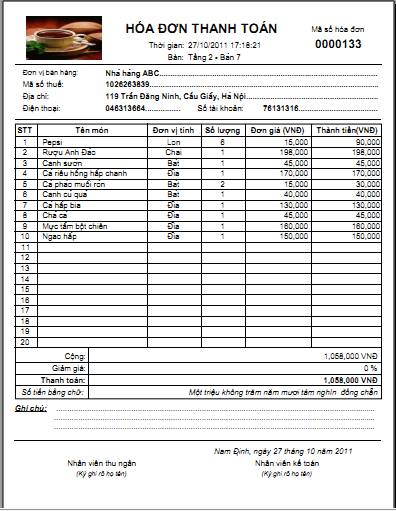 HÓA ĐƠN THANH TOÁN
Mã số hóa đơn
Thời gian: 27/10/2011 17:18:21
0000133
Bàn: Tầng 2 - Bàn 7
Đơn vị bán hàng: Nhà hàng ABC
Mã số thuế: 1026263839
Địa chỉ: 119 Trần Đăng Ninh, Cầu Giấy, Hà Nội
Điện thoại: 046313664 Số tài khoản: 76131316
STT Tên món Đơn vị tính Số lượng Đơn giá (VNĐ) Thành tiền(VNĐ)
1 Pepsi Lon 6 15,000 90,000
2 Rượu Anh Đào Chai 1 198,000 198,000
3 Canh sườn Bát 1 45,000 45,000
4 Cá riêu hồng hấp chanh Đĩa 1 170,000 170,000
5 Cà pháo muối ròn Bát 2 15,000 30,000
6 Canh củ quả Bát 1 40,000 40,000
7 Cá hấp bia Đĩa 1 130,000 130,000
8 Chả cá Đĩa 1 45,000 45,000
9 Mực tẩm bột chiên Đĩa 1 160,000 160,000
10 Ngao hấp Đĩa 1 150,000 150,000
11
12
13
14
15
16
17
18
19
20
Cộng: 1,058,000 VNĐ
Giảm giá: 0 %
Thanh toán: 1,058,000 VNĐ
Số tiền bằng chữ: Một triệu không trăm năm mươi tám nghìn đồng chẵn
Ghi chú:
Nam Định, ngày 27 tháng 10 năm 2011
Nhân viên thu ngân Nhân viên kế toán
(Ký ghi rõ họ tên) (Ký ghi rõ họ tên)